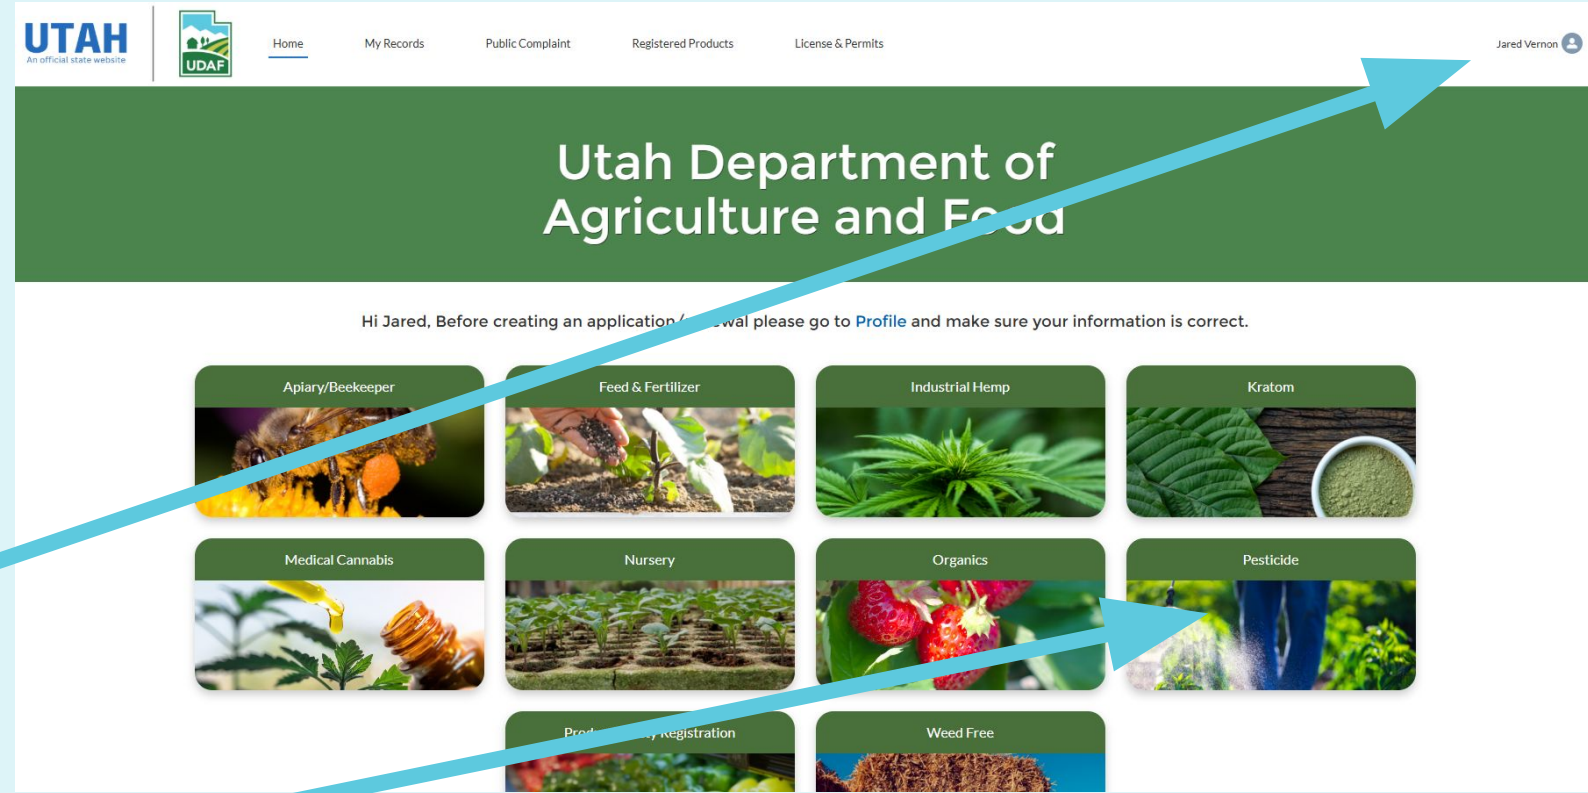 UTAH
An official state website
UDAF
Home
My Records
Public Complaint
Registered Products
License & Permits
Jared Vernon
Utah Department of
Agriculture and Food
Hi Jared, Before creating an application/ please go to Profile and make sure your information is correct.
Apiary/Beekeeper
Feed & Fertilizer
Industrial Hemp
Kratom
Medical Cannabis
Nursery
Organics
Pesticide
Registration
Weed Free